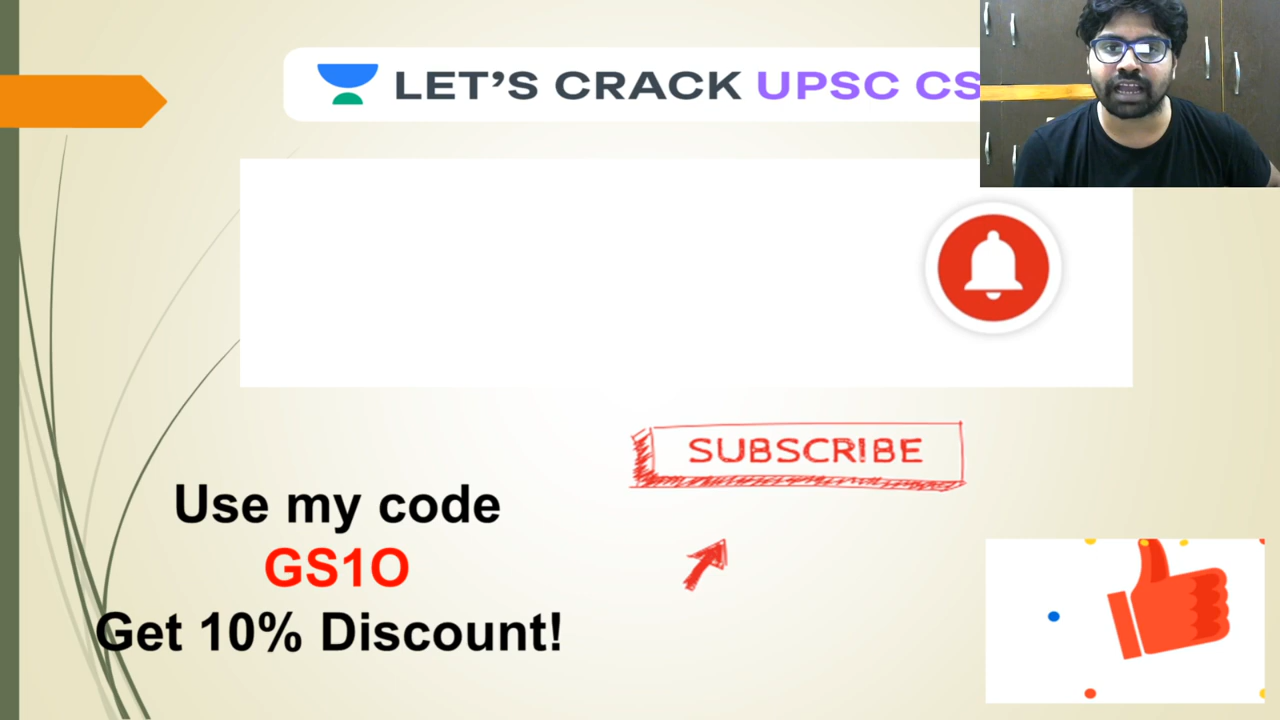 LET'S CRACK UPSC CS
SUBSCRIBE
Use my code
GS1O
Get 10% Discount!